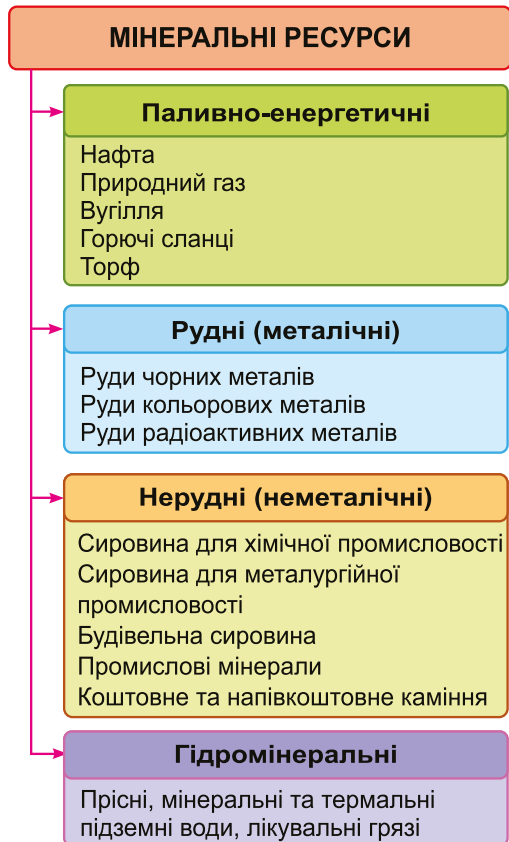 МІНЕРАЛЬНІ РЕСУРСИ
Паливно-енергетичні
Нафта
Природний газ
Вугілля
Горючі сланці
Торф
Рудні (металічні)
Руди чорних металів
Руди кольорових металів
Руди радіоактивних металів
Нерудні (неметалічні)
Сировина для хімічної промисловості
Сировина для металургійної
промисловості
Будівельна сировина
Промислові мінерали
Коштовне та напівкоштовне каміння
Гідромінеральні
Прісні, мінеральні та термальні
підземні води, лікувальні грязі